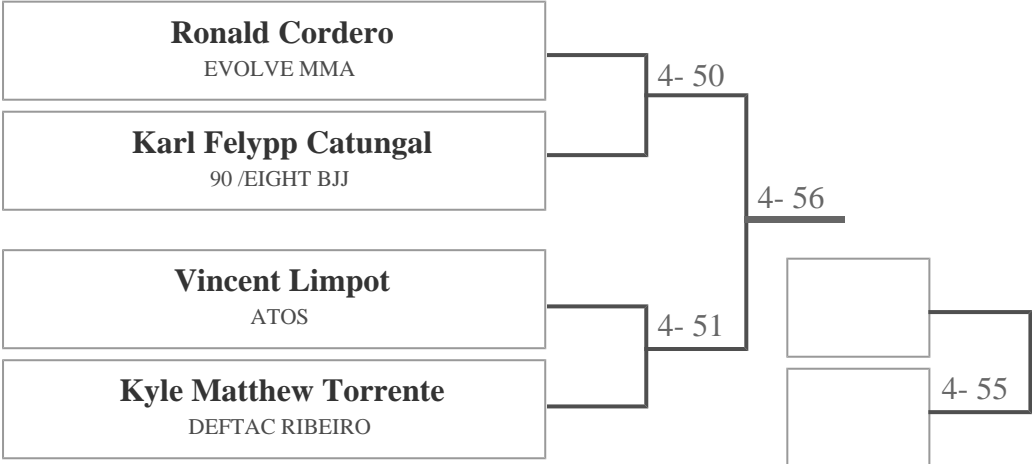 Ronald Cordero
EVOLVE MMA
4- 50
Karl Felypp Catungal
90 /EIGHT BJJ
4- 56
Vincent Limpot
ATOS
4- 51
Kyle Matthew Torrente
DEFTAC RIBEIRO
4- 55